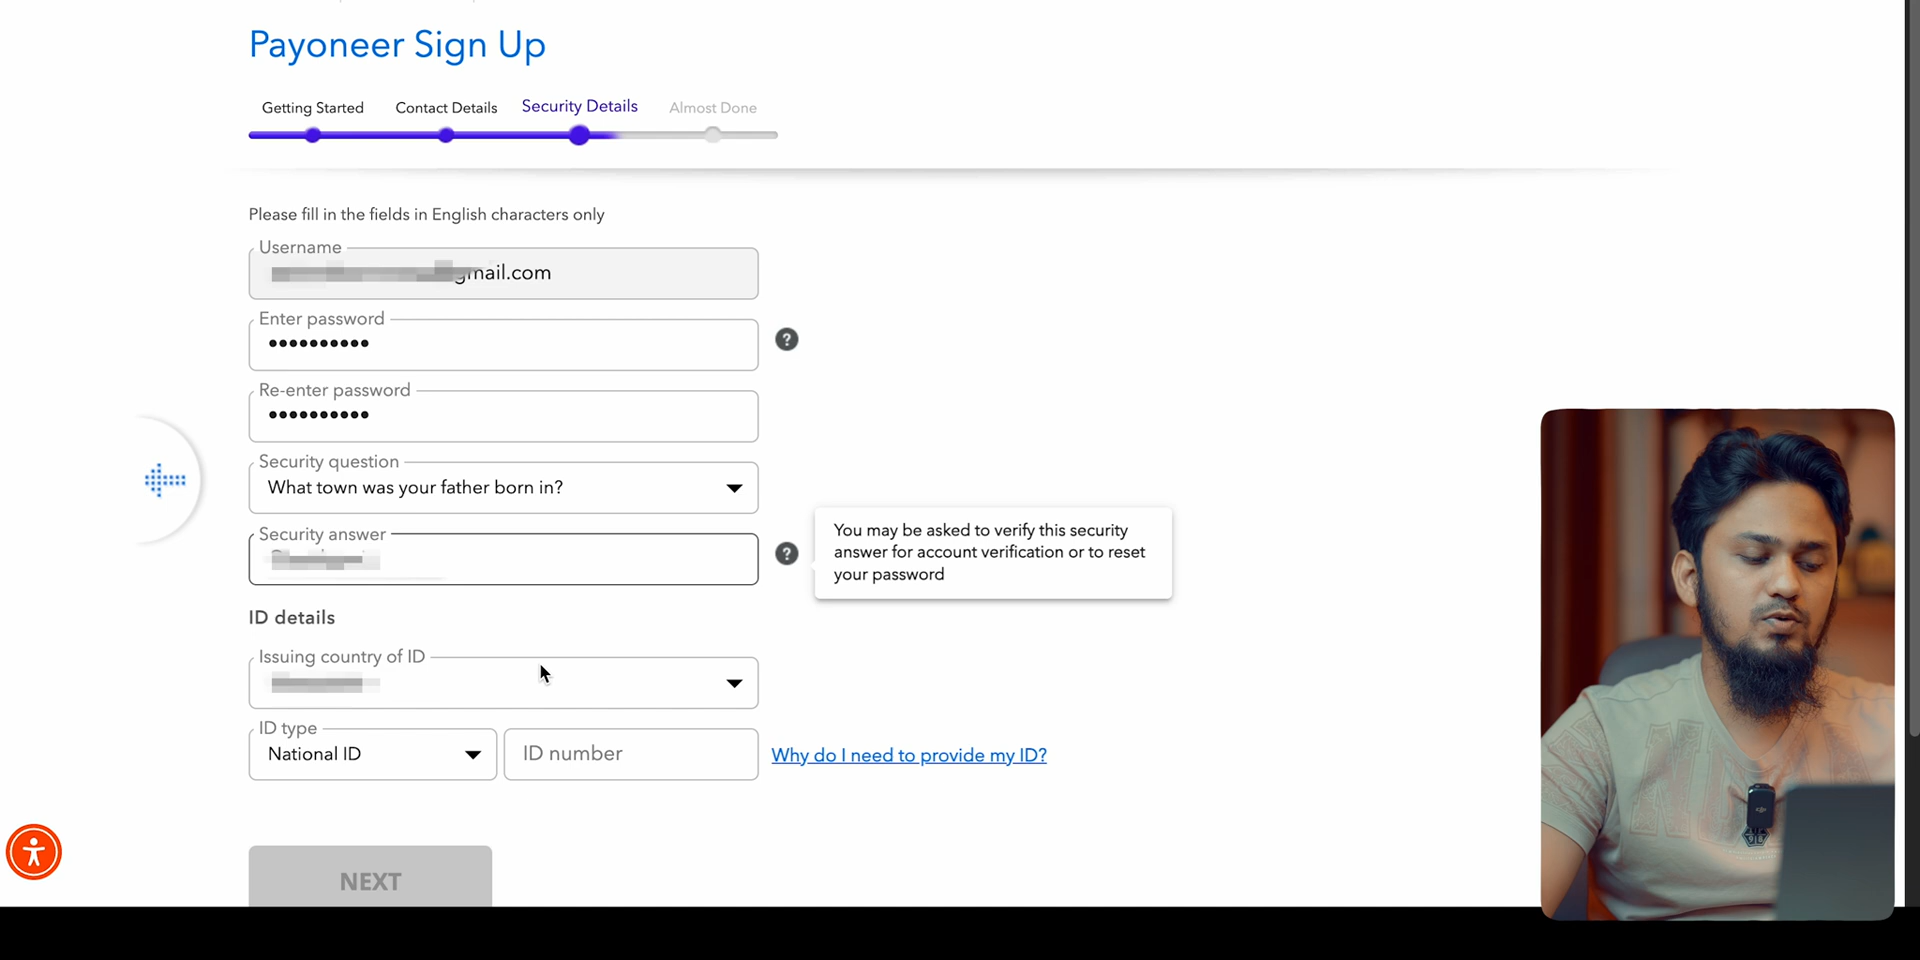 Payoneer Sign Up
Getting Started
Contact Details
Security Details
Almost Done
Please fill in the fields in English characters only
Username
gmail.com
Enter password
••••••••••
?
Re-enter password
••••••••••
Security question
What town was your father born in?
Security answer
?
You may be asked to verify this security
answer for account verification or to reset
your password
ID details
Issuing country of ID
ID type
National ID
ID number
Why do I need to provide my ID?
NEXT